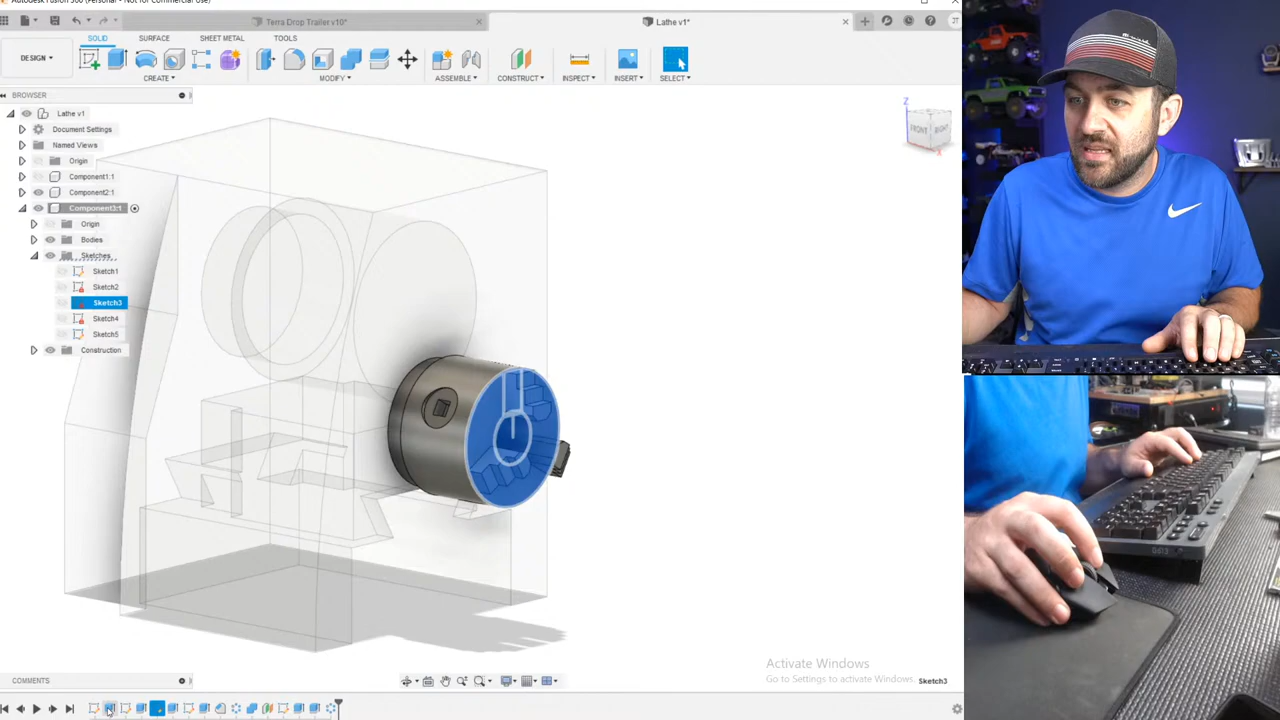 Autodesk Fusion 360 (Personal - Not for Commercial Use)
Terra Drop Trailer v10*
Lathe v1*
SOLID
SURFACE
SHEET METAL
TOOLS
DESIGN
CREATE
MODIFY
ASSEMBLE
CONSTRUCT
INSPECT
INSERT
SELECT
BROWSER
Lathe v1
Document Settings
Named Views
Origin
Component1:1
Component2:1
Component3:1
Origin
Bodies
Sketches
Sketch1
Sketch2
Sketch3
Sketch4
Sketch5
Construction
Z
FRONT
RIGHT
X
Activate Windows
Go to Settings to activate Windows.
Sketch3
COMMENTS
G613